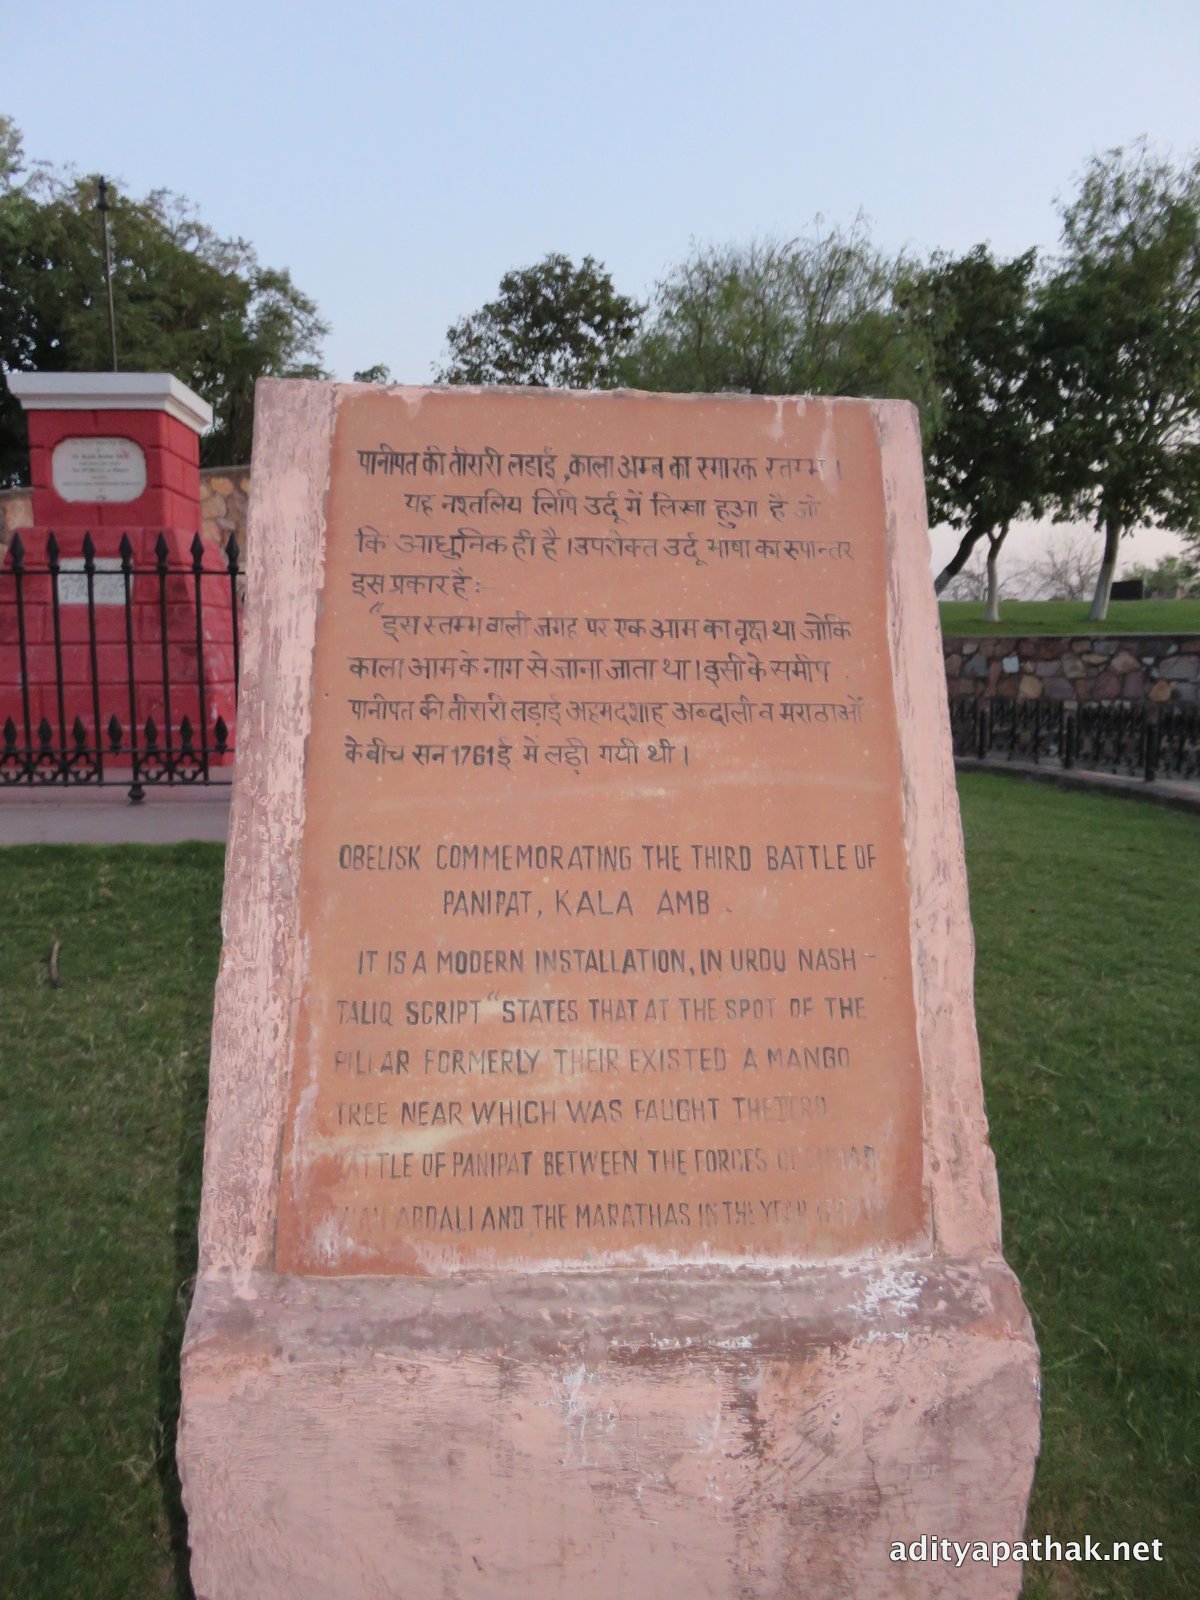 पानीपत की तीसरी लडाई, काला अम्ब का स्मारक स्तम्भ।
यह नश्तलिय लिपि उर्दू में लिखा हुआ है जो
कि आधुनिक ही है।उपरोक्त उर्दू भाषा का रुपान्तर
इस प्रकार है:-
"इस स्तम्भ वाली जगह पर एक आम का वृक्ष था जोकि
काला आम के नाम से जाना जाता था।इसी के समीप
पानीपत की तीसरी लड़ाई अहमदशाह अब्दाली व मराठाओं
के बीच सन 1761ई में लड़ी गयी थी।
OBELISK COMMEMORATING THE THIRD BATTLE OF
PANIPAT, KALA AMB.
IT IS A MODERN INSTALLATION, IN URDU NASH-
TALIQ SCRIPT "STATES THAT AT THE SPOT OF THE
PILLAR FORMERLY THEIR EXISTED A MANGO
TREE NEAR WHICH WAS FAUGHT THE
BATTLE OF PANIPAT BETWEEN THE FORCES OF
ABDALI AND THE MARATHAS IN THE YEAR
adityapathak.net